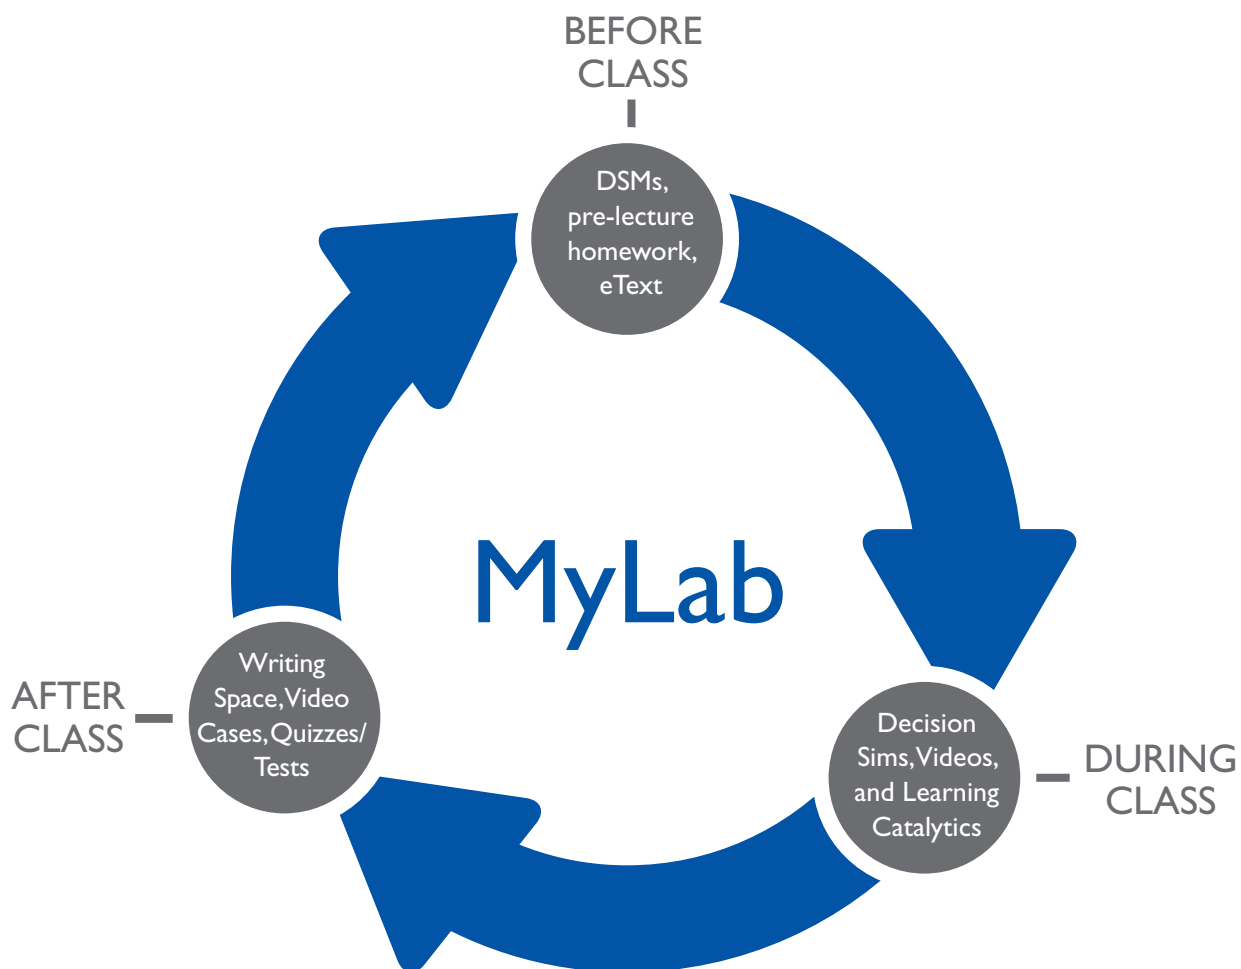 BEFORE
CLASS
DSMs,
pre-lecture
homework,
eText
MyLab
AFTER
CLASS
Writing
Space, Video
Cases, Quizzes/
Tests
Decision
Sims, Videos,
and Learning
Catalytics
DURING
CLASS